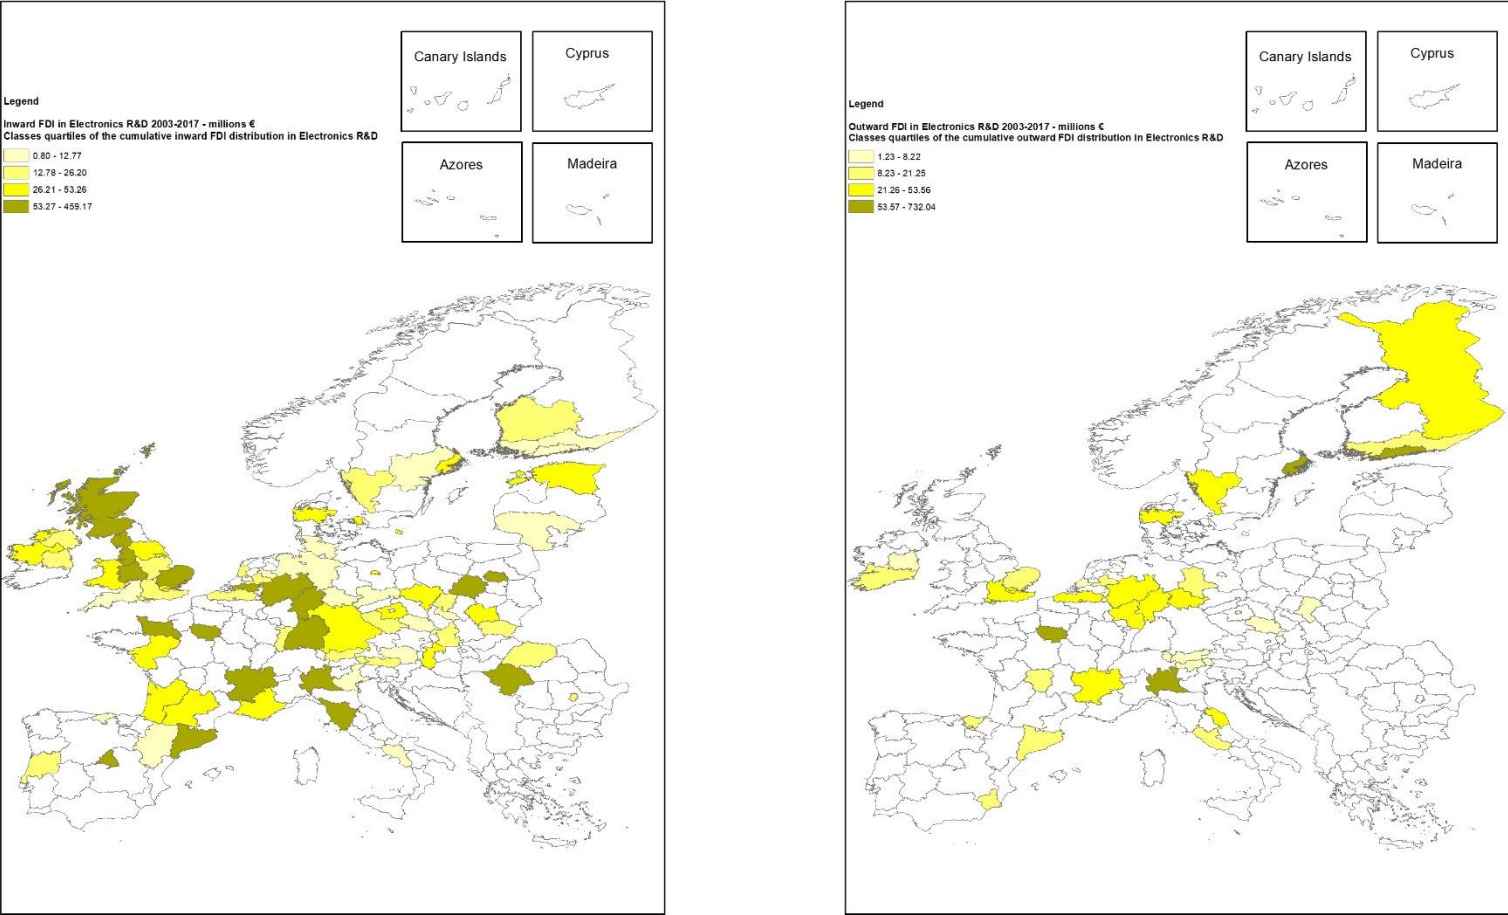 Canary Islands
Cyprus
Azores
Madeira
Legend
Inward FDI in Electronics R&D 2003-2017 - millions €
Classes quartiles of the cumulative inward FDI distribution in Electronics R&D
0.80 - 12.77
12.78 - 26.20
26.21 - 53.26
53.27 - 459.17
Canary Islands
Cyprus
Azores
Madeira
Legend
Outward FDI in Electronics R&D 2003-2017 - millions €
Classes quartiles of the cumulative outward FDI distribution in Electronics R&D
1.23 - 8.22
8.23 - 21.25
21.26 - 53.56
53.57 - 732.04